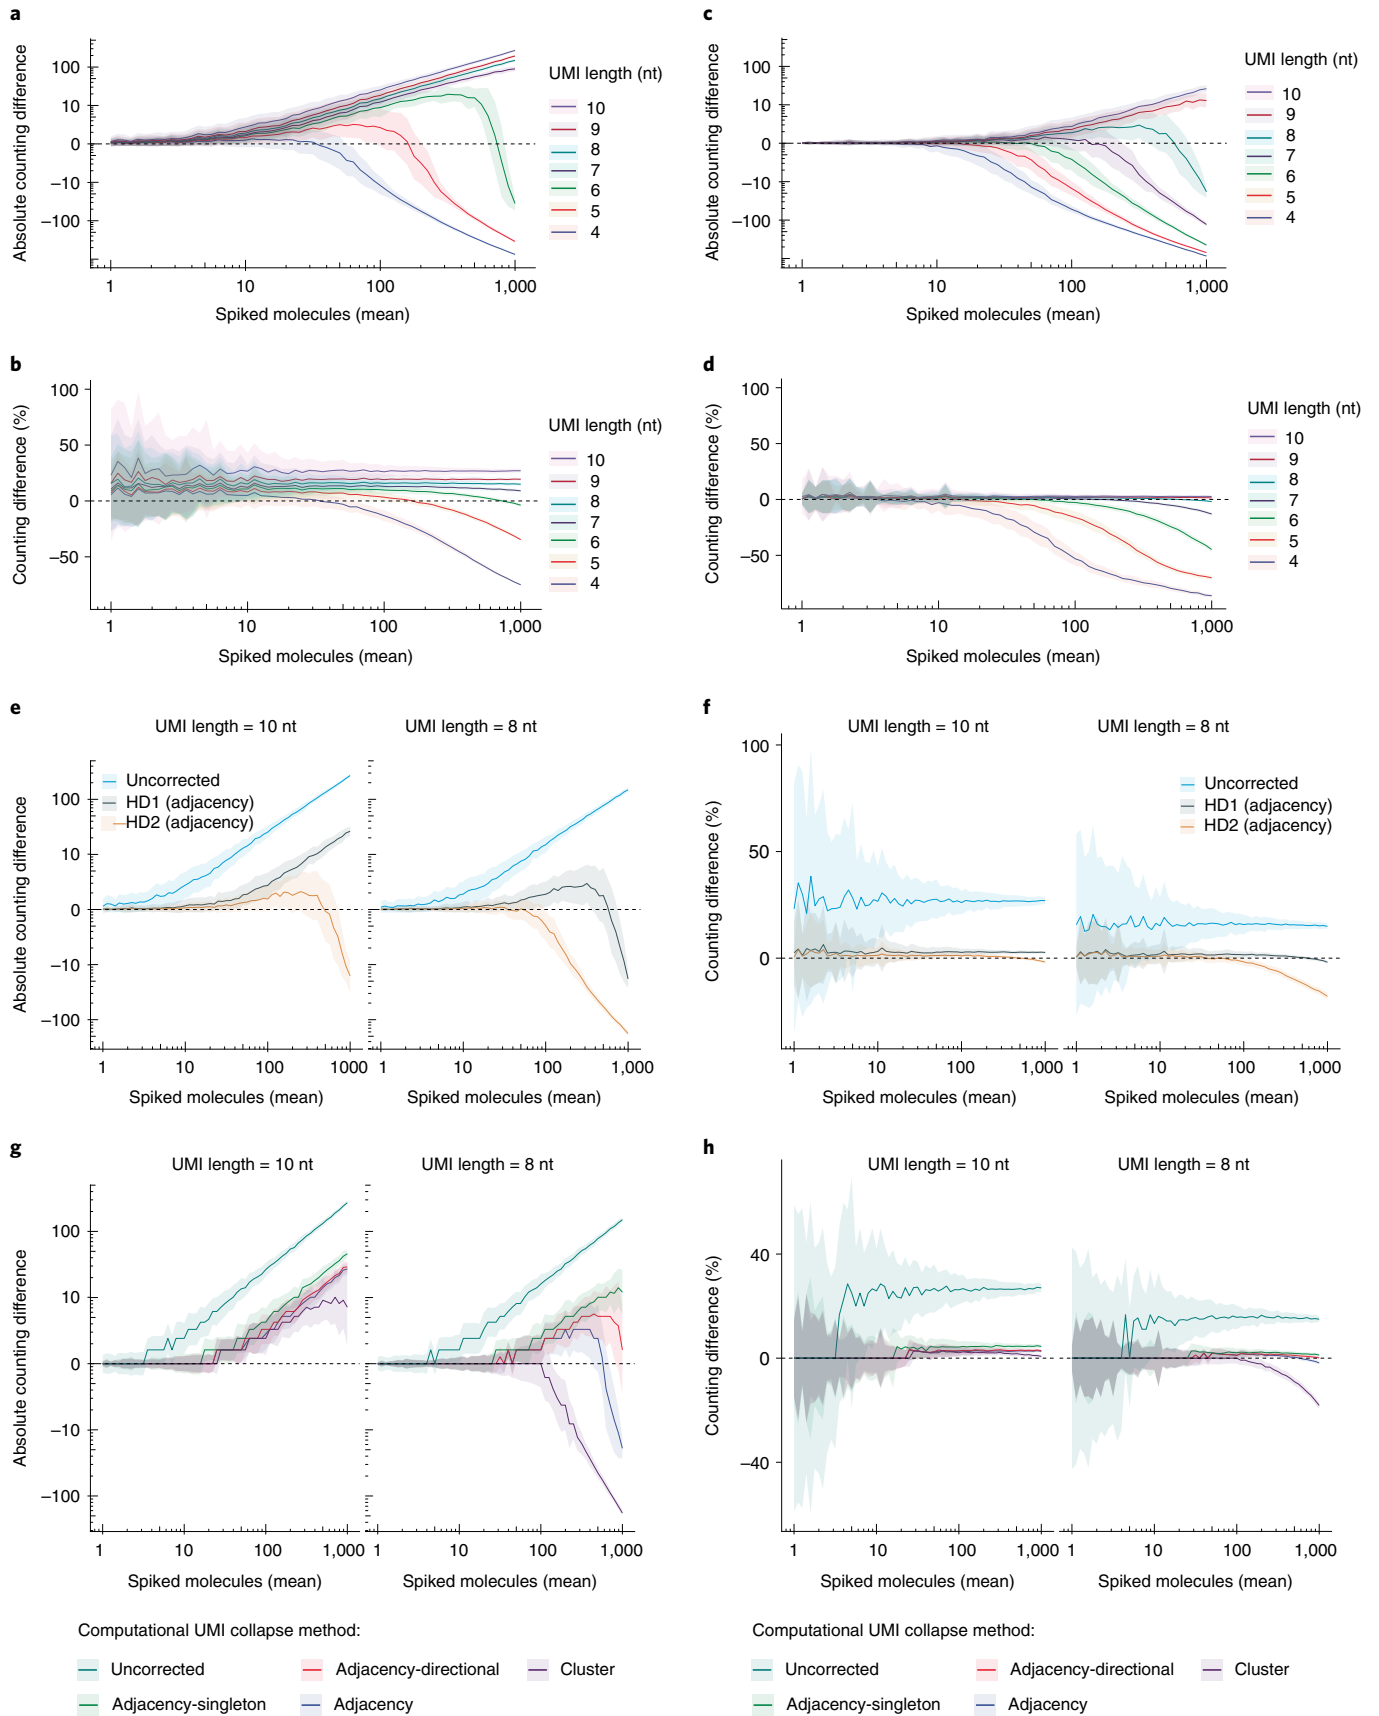 a
Absolute counting difference
100
10
0
–10
–100
1
10
100
1,000
Spiked molecules (mean)
UMI length (nt)
10
9
8
7
6
5
4
c
Absolute counting difference
100
10
0
–10
–100
1
10
100
1,000
Spiked molecules (mean)
UMI length (nt)
10
9
8
7
6
5
4
b
Counting difference (%)
100
50
0
–50
1
10
100
1,000
Spiked molecules (mean)
UMI length (nt)
10
9
8
7
6
5
4
d
Counting difference (%)
100
50
0
–50
1
10
100
1,000
Spiked molecules (mean)
UMI length (nt)
10
9
8
7
6
5
4
e
UMI length = 10 nt
UMI length = 8 nt
Uncorrected
HD1 (adjacency)
HD2 (adjacency)
Absolute counting difference
100
10
0
–10
–100
1
10
100
1000
1
10
100
1,000
Spiked molecules (mean)
Spiked molecules (mean)
f
UMI length = 10 nt
UMI length = 8 nt
Uncorrected
HD1 (adjacency)
HD2 (adjacency)
Counting difference (%)
100
50
0
1
10
100
1,000
1
10
100
1,000
Spiked molecules (mean)
Spiked molecules (mean)
g
UMI length = 10 nt
UMI length = 8 nt
Absolute counting difference
100
10
0
–10
–100
1
10
100
1,000
1
10
100
1,000
Spiked molecules (mean)
Spiked molecules (mean)
Computational UMI collapse method:
Uncorrected
Adjacency-directional
Cluster
Adjacency-singleton
Adjacency
h
UMI length = 10 nt
UMI length = 8 nt
Counting difference (%)
40
0
–40
1
10
100
1,000
1
10
100
1,000
Spiked molecules (mean)
Spiked molecules (mean)
Computational UMI collapse method:
Uncorrected
Adjacency-directional
Cluster
Adjacency-singleton
Adjacency